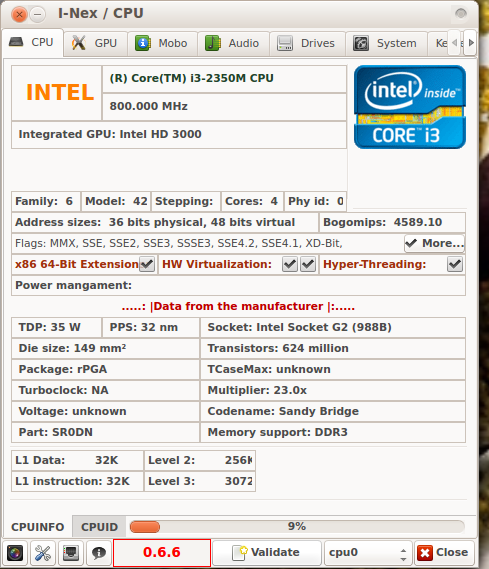 I-Nex / CPU
CPU GPU Mobo Audio Drives System Ke
INTEL
(R) Core(TM) i3-2350M CPU
800.000 MHz
Integrated GPU: Intel HD 3000
intel inside™
CORE™ i3
Family: 6 Model: 42 Stepping: Cores: 4 Phy id: 0
Address sizes: 36 bits physical, 48 bits virtual Bogomips: 4589.10
Flags: MMX, SSE, SSE2, SSE3, SSSE3, SSE4.2, SSE4.1, XD-Bit, More...
x86 64-Bit Extension HW Virtualization: Hyper-Threading:
Power mangament:
.....: |Data from the manufacturer |:.....
TDP: 35 W PPS: 32 nm Socket: Intel Socket G2 (988B)
Die size: 149 mm² Transistors: 624 million
Package: rPGA TCaseMax: unknown
Turboclock: NA Multiplier: 23.0x
Voltage: unknown Codename: Sandy Bridge
Part: SR0DN Memory support: DDR3
L1 Data: 32K Level 2: 256K
L1 instruction: 32K Level 3: 3072
CPUINFO CPUID 9%
0.6.6 Validate cpu0 Close